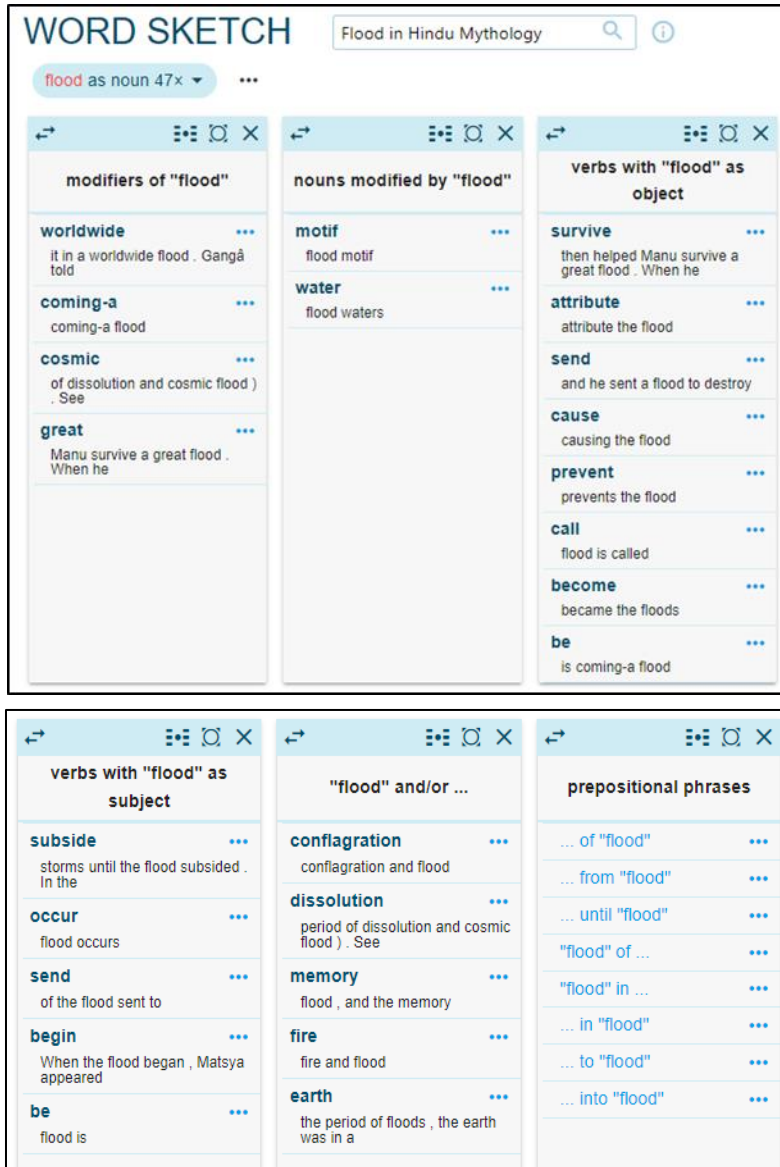 WORD SKETCH
Flood in Hindu Mythology
flood as noun 47×
modifiers of "flood"
worldwide
it in a worldwide flood . Gangâ
told
coming-a
coming-a flood
cosmic
of dissolution and cosmic flood )
. See
great
Manu survive a great flood .
When he
nouns modified by "flood"
motif
flood motif
water
flood waters
verbs with "flood" as
object
survive
then helped Manu survive a
great flood . When he
attribute
attribute the flood
send
and he sent a flood to destroy
cause
causing the flood
prevent
prevents the flood
call
flood is called
become
became the floods
be
is coming-a flood
verbs with "flood" as
subject
subside
storms until the flood subsided .
In the
occur
flood occurs
send
of the flood sent to
begin
When the flood began , Matsya
appeared
be
flood is
"flood" and/or ...
conflagration
conflagration and flood
dissolution
period of dissolution and cosmic
flood ) . See
memory
flood , and the memory
fire
fire and flood
earth
the period of floods , the earth
was in a
prepositional phrases
... of "flood"
... from "flood"
... until "flood"
"flood" of ...
"flood" in ...
... in "flood"
... to "flood"
... into "flood"